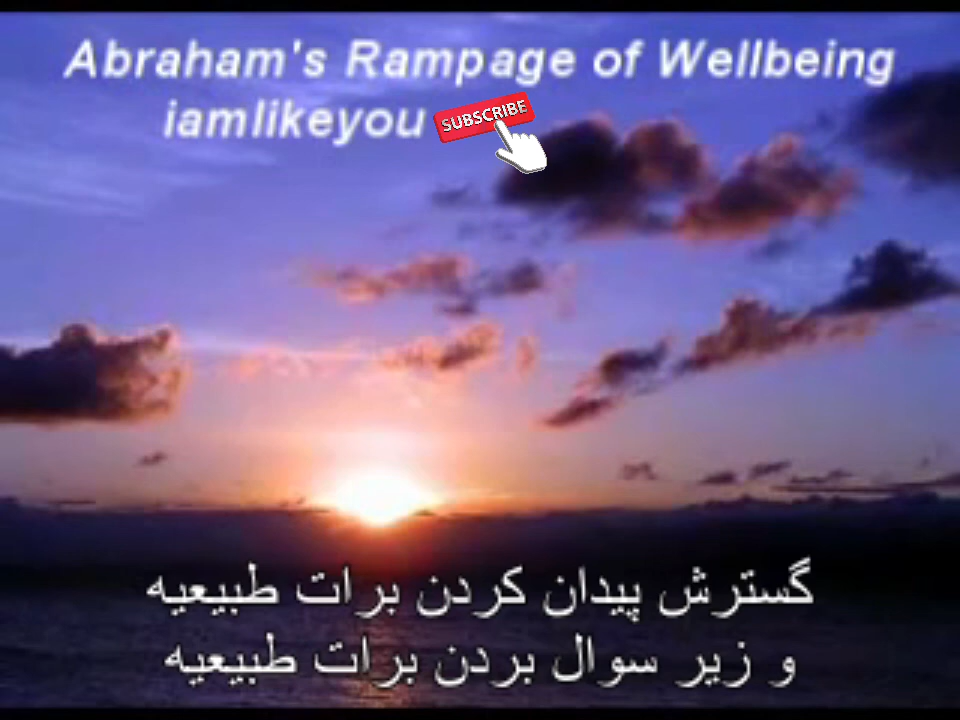 Abraham's Rampage of Wellbeing
iamlikeyou
SUBSCRIBE
گسترش پیدان کردن برات طبیعیه
و زیر سوال بردن برات طبیعیه